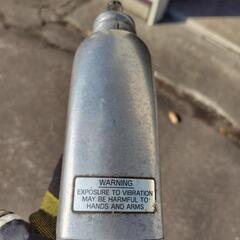 WARNING
EXPOSURE TO VIBRATION
MAY BE HARMFUL TO
HANDS AND ARMS